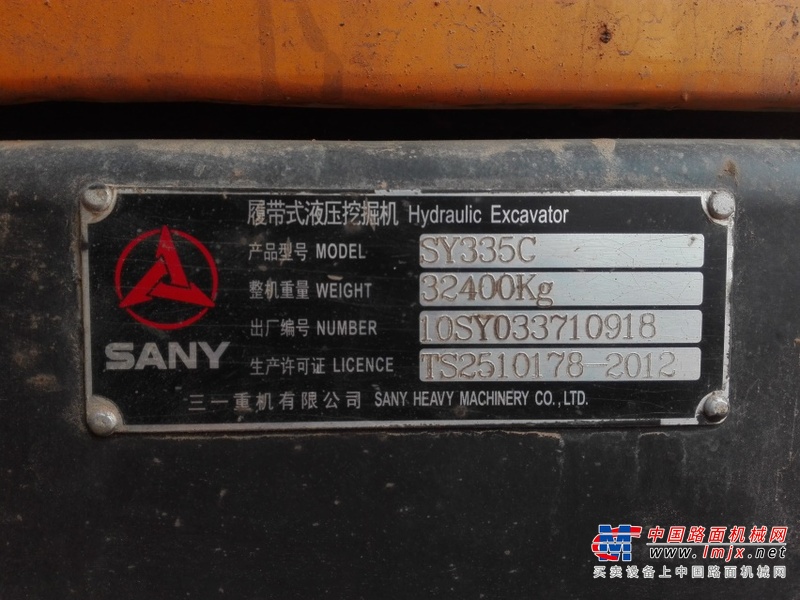 履带式液压挖掘机 Hydraulic Excavator
产品型号 MODEL SY335C
整机重量 WEIGHT 32400Kg
出厂编号 NUMBER 10SY033710918
生产许可证 LICENCE TS2510178-2012
SANY
三一重机有限公司 SANY HEAVY MACHINERY CO.,LTD.
中国路面机械网
www.lmjx.net
买卖设备上中国路面机械网